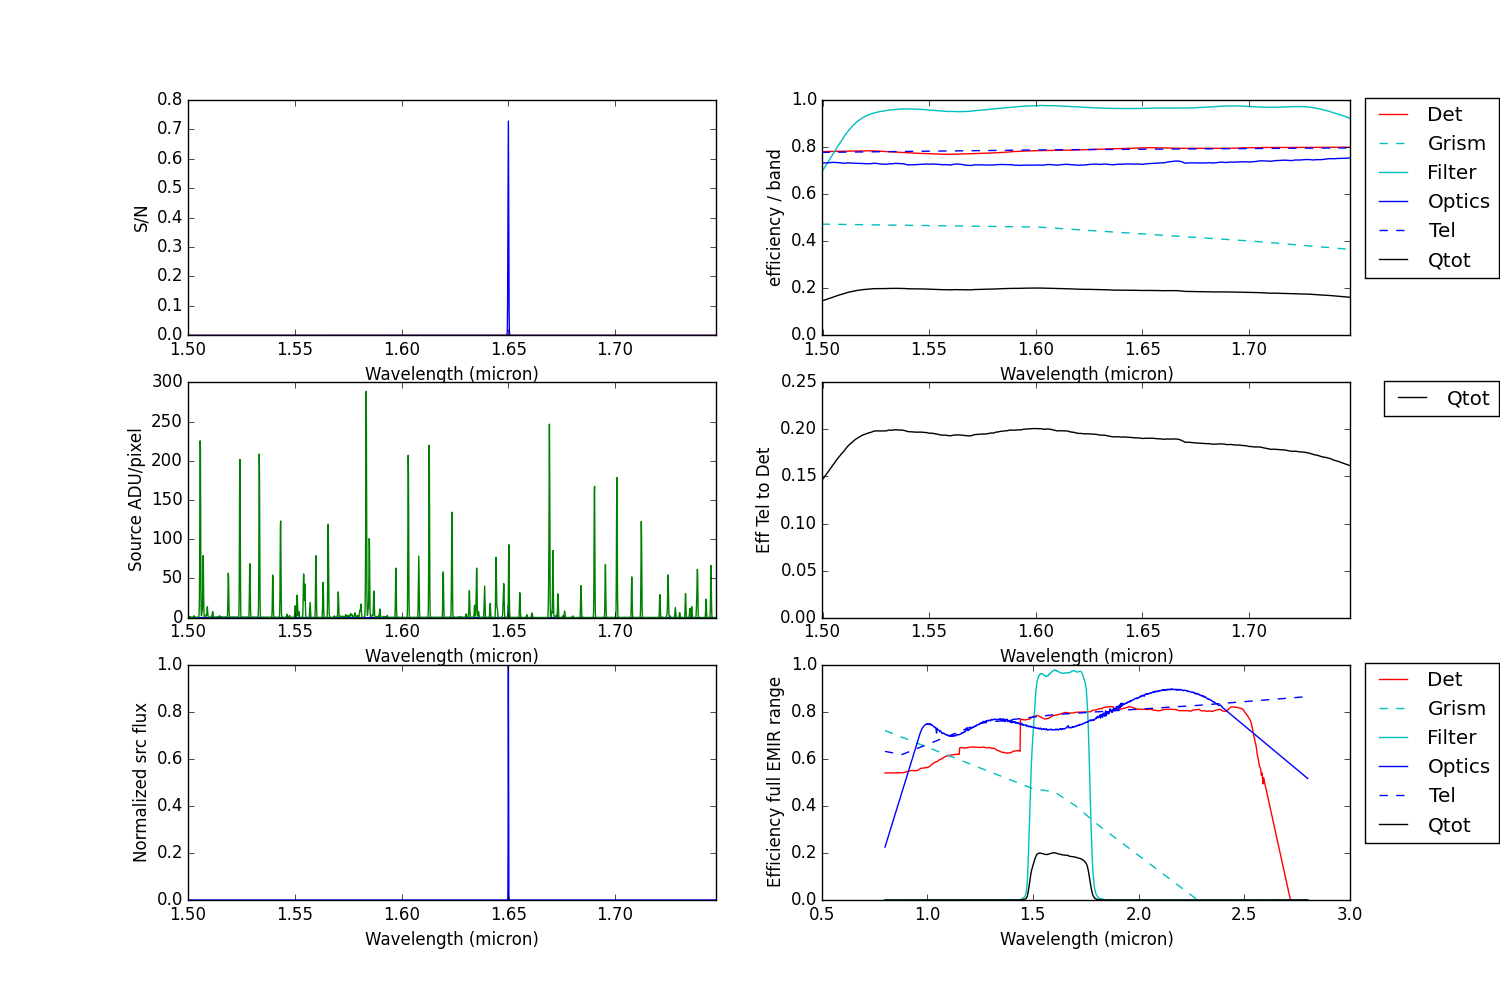 0.8
0.7
0.6
0.5
0.4
0.3
0.2
0.1
0.0
S/N
1.50 1.55 1.60 1.65 1.70
Wavelength (micron)
1.0
0.8
0.6
0.4
0.2
0.0
efficiency / band
1.50 1.55 1.60 1.65 1.70
Wavelength (micron)
Det
Grism
Filter
Optics
Tel
Qtot
300
250
200
150
100
50
0
Source ADU/pixel
1.50 1.55 1.60 1.65 1.70
Wavelength (micron)
0.25
0.20
0.15
0.10
0.05
0.00
Eff Tel to Det
1.50 1.55 1.60 1.65 1.70
Wavelength (micron)
Qtot
1.0
0.8
0.6
0.4
0.2
0.0
Normalized src flux
1.50 1.55 1.60 1.65 1.70
Wavelength (micron)
1.0
0.8
0.6
0.4
0.2
0.0
Efficiency full EMIR range
0.5 1.0 1.5 2.0 2.5 3.0
Wavelength (micron)
Det
Grism
Filter
Optics
Tel
Qtot